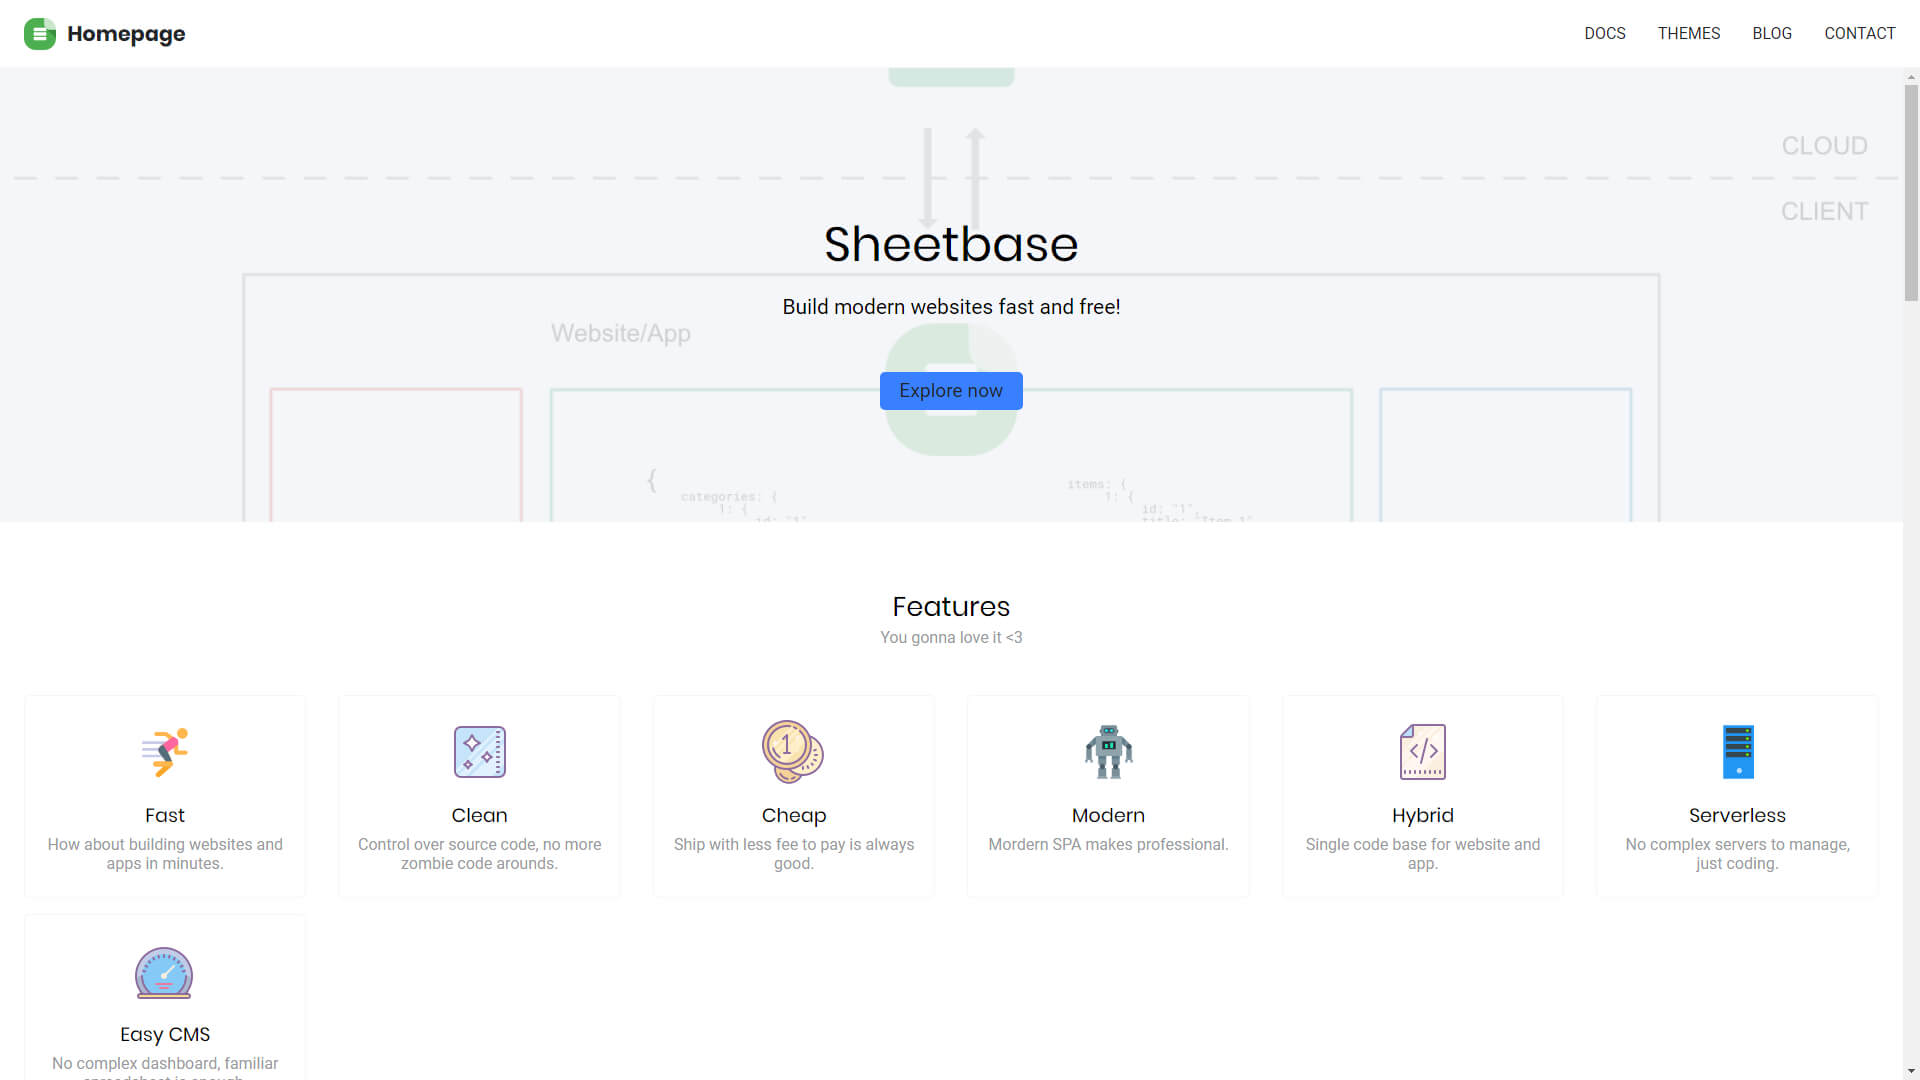 Homepage
DOCS THEMES BLOG CONTACT
CLOUD
CLIENT
Sheetbase
Build modern websites fast and free!
Website/App
Explore now
{
categories: {
1: {
id: "1"
items: {
1: {
id: "1",
title: "Item 1"
Features
You gonna love it <3
Fast
How about building websites and
apps in minutes.
Clean
Control over source code, no more
zombie code arounds.
Cheap
Ship with less fee to pay is always
good.
Modern
Mordern SPA makes professional.
Hybrid
Single code base for website and
app.
Serverless
No complex servers to manage,
just coding.
Easy CMS
No complex dashboard, familiar
spreadsheet is enough.